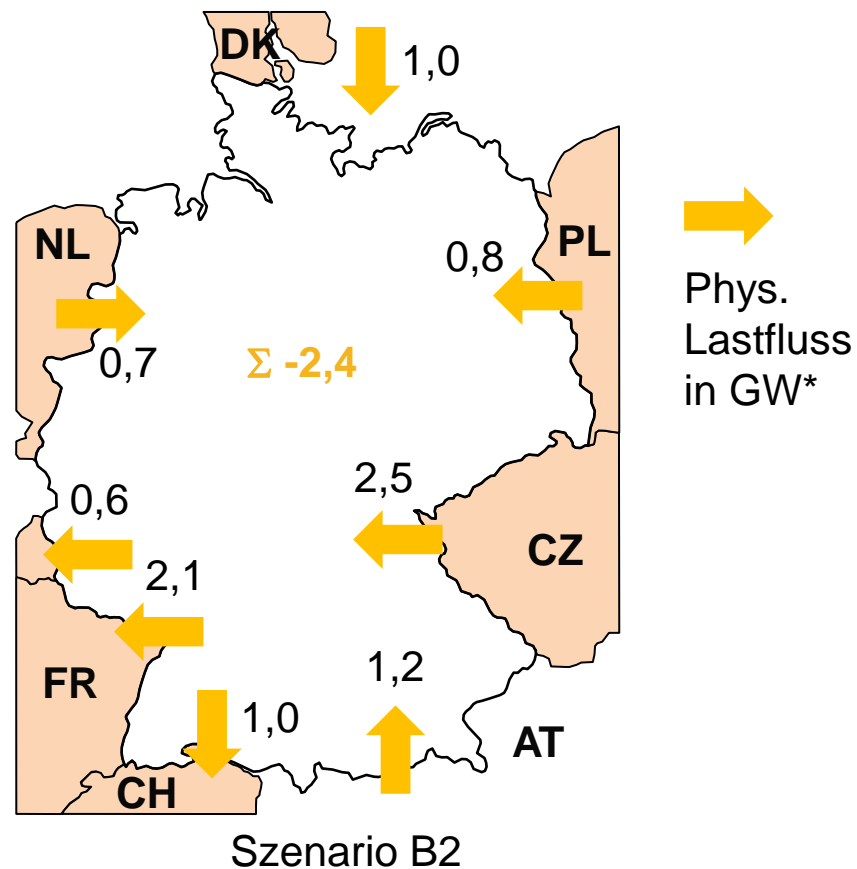 DK
1,0
NL
PL
0,8
Phys.
Lastfluss
in GW*
0,7
Σ -2,4
0,6
2,5
CZ
2,1
FR
1,2
1,0
AT
CH
Szenario B2